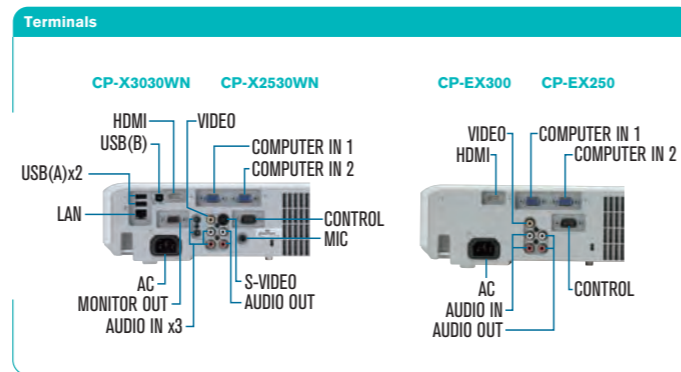 Terminals
CP-X3030WN CP-X2530WN
HDMI
VIDEO
USB(B)
COMPUTER IN 1
COMPUTER IN 2
USB(A)x2
LAN
CONTROL
MIC
AC
S-VIDEO
MONITOR OUT
AUDIO OUT
AUDIO IN x3
CP-EX300 CP-EX250
VIDEO
COMPUTER IN 1
HDMI
COMPUTER IN 2
AC
CONTROL
AUDIO IN
AUDIO OUT